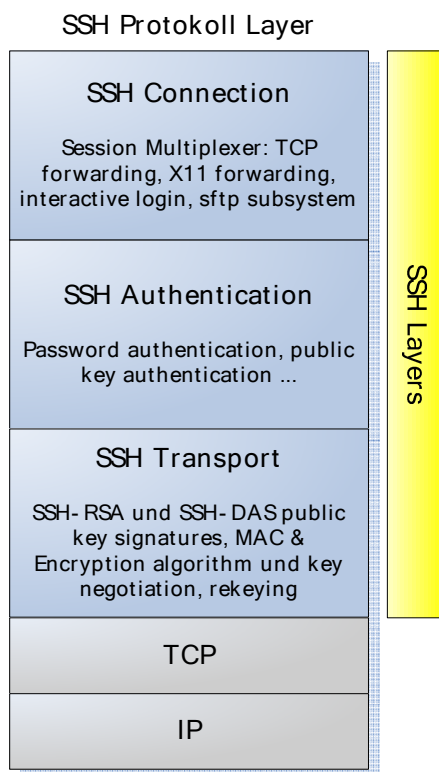 SSH Protokoll Layer
SSH Connection
Session Multiplexer: TCP
forwarding, X11 forwarding,
interactive login, sftp subsystem
SSH Authentication
Password authentication, public
key authentication ...
SSH Transport
SSH-RSA und SSH-DAS public
key signatures, MAC &
Encryption algorithm und key
negotiation, rekeying
TCP
IP
SSH Layers